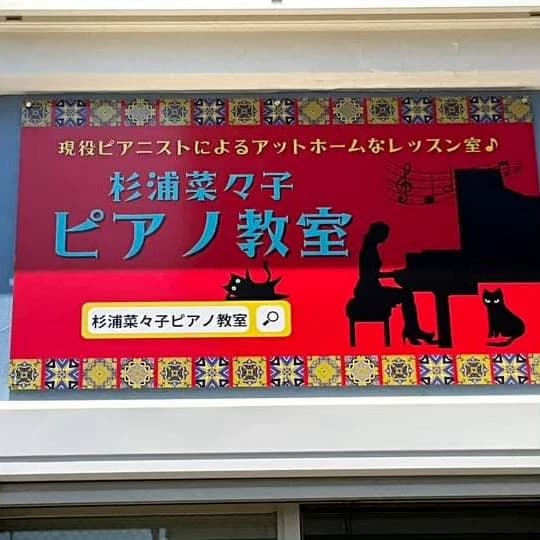 現役ピアニストによるアットホームなレッスン室♪
杉浦菜々子
ピアノ教室
杉浦菜々子ピアノ教室